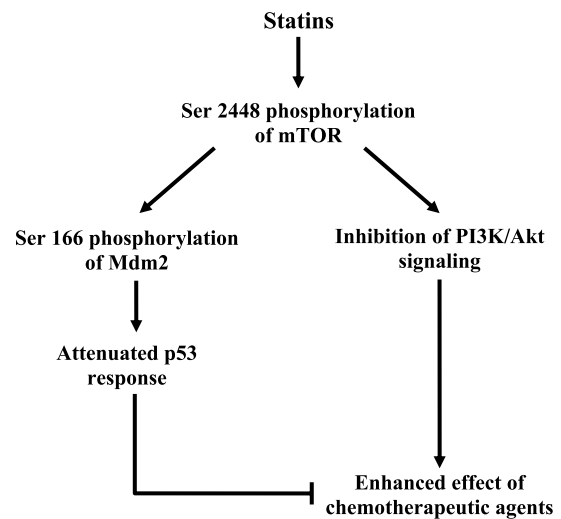 Statins
Ser 2448 phosphorylation
of mTOR
Ser 166 phosphorylation
of Mdm2
Inhibition of PI3K/Akt
signaling
Attenuated p53
response
Enhanced effect of
chemotherapeutic agents